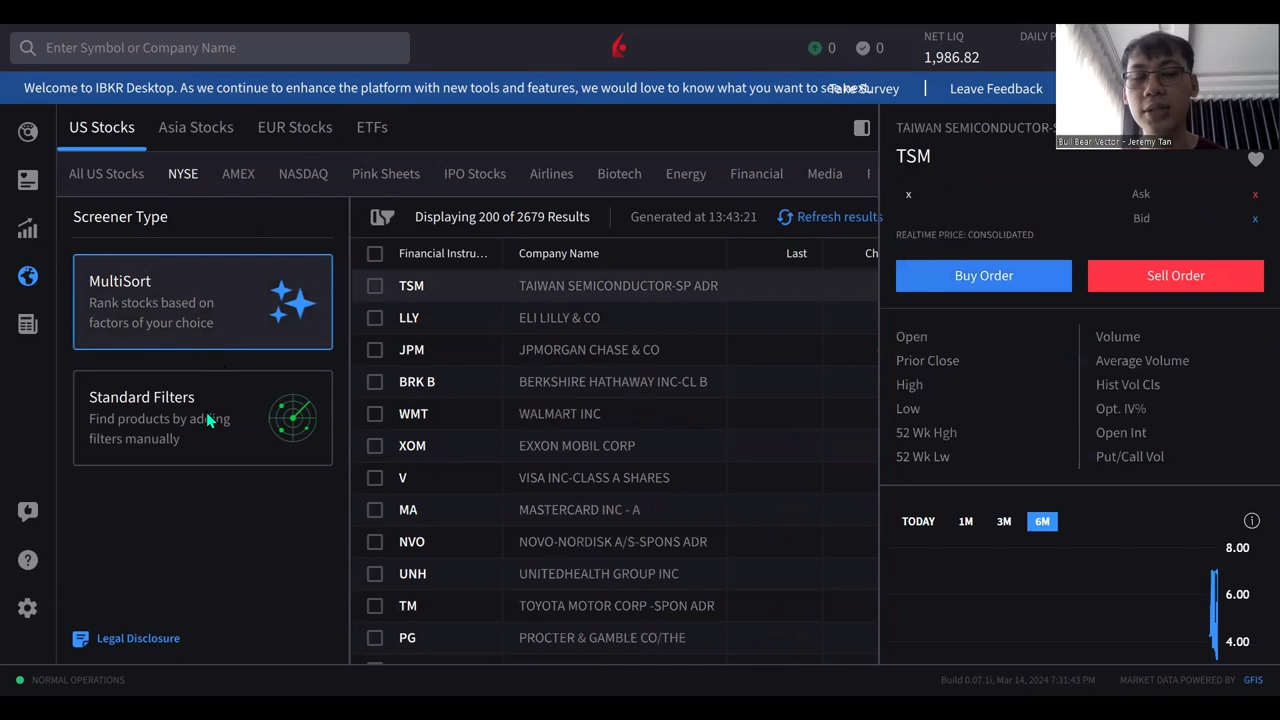 Enter Symbol or Company Name
0
0
NET LIQ
1,986.82
DAILY P
Welcome to IBKR Desktop. As we continue to enhance the platform with new tools and features, we would love to know what you want to see next.
Take Survey
Leave Feedback
Bull Bear Vector - Jeremy Tan
US Stocks
Asia Stocks
EUR Stocks
ETFs
All US Stocks
NYSE
AMEX
NASDAQ
Pink Sheets
IPO Stocks
Airlines
Biotech
Energy
Financial
Media
Screener Type
MultiSort
Rank stocks based on
factors of your choice
Standard Filters
Find products by adding
filters manually
Legal Disclosure
Displaying 200 of 2679 Results
Generated at 13:43:21
Refresh results
Financial Instru…
Company Name
Last
Ch
TSM TAIWAN SEMICONDUCTOR-SP ADR
LLY ELI LILLY & CO
JPM JPMORGAN CHASE & CO
BRK B BERKSHIRE HATHAWAY INC-CL B
WMT WALMART INC
XOM EXXON MOBIL CORP
V VISA INC-CLASS A SHARES
MA MASTERCARD INC - A
NVO NOVO-NORDISK A/S-SPONS ADR
UNH UNITEDHEALTH GROUP INC
TM TOYOTA MOTOR CORP -SPON ADR
PG PROCTER & GAMBLE CO/THE
TAIWAN SEMICONDUCTOR-S
TSM
x
Ask
x
Bid
x
REALTIME PRICE: CONSOLIDATED
Buy Order
Sell Order
Open
Prior Close
High
Low
52 Wk Hgh
52 Wk Lw
Volume
Average Volume
Hist Vol Cls
Opt. IV%
Open Int
Put/Call Vol
TODAY
1M
3M
6M
8.00
6.00
4.00
NORMAL OPERATIONS
Build 0.07.1i, Mar 14, 2024 7:31:43 PM
MARKET DATA POWERED BY GFIS